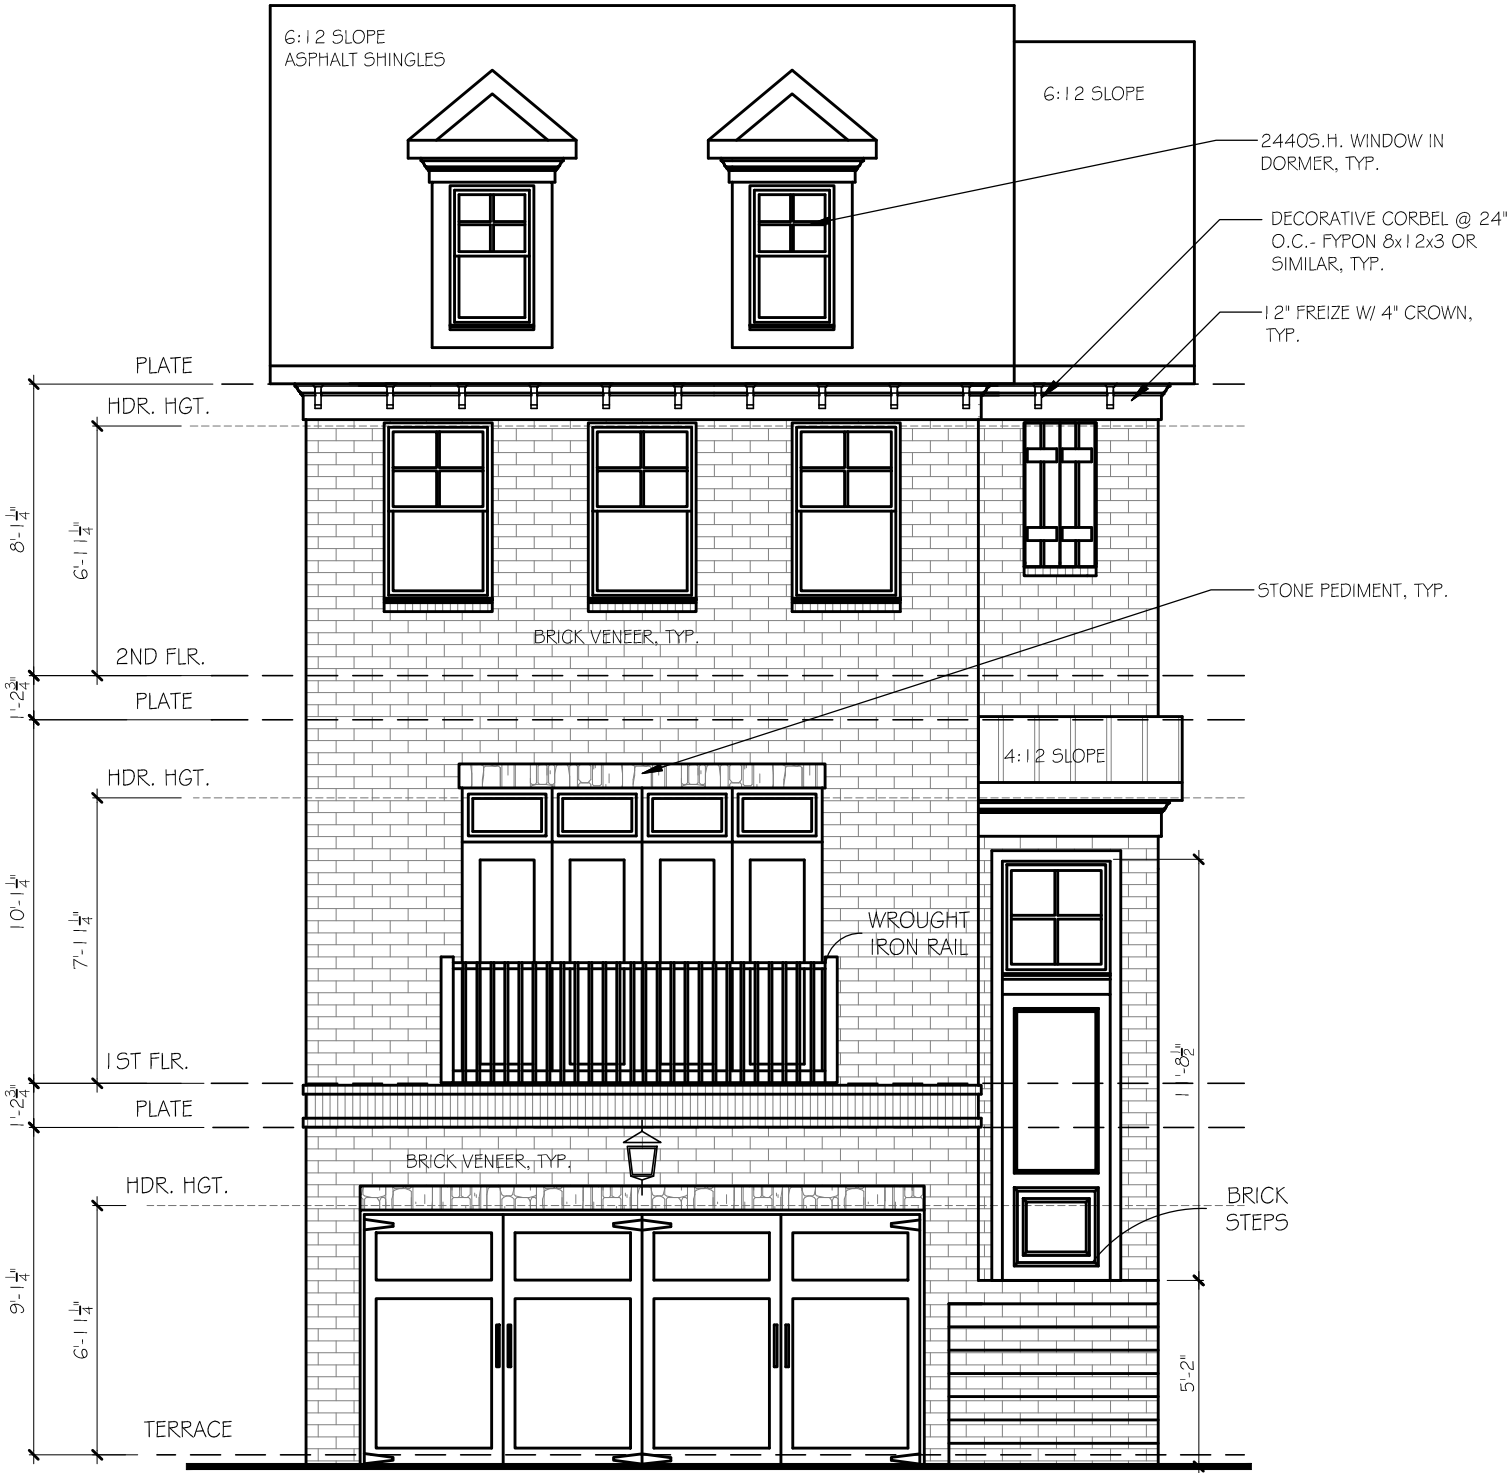 6:12 SLOPE
ASPHALT SHINGLES
6:12 SLOPE
2440S.H. WINDOW IN
DORMER, TYP.
DECORATIVE CORBEL @ 24"
O.C.- FYPON 8x12x3 OR
SIMILAR, TYP.
12" FREIZE W/ 4" CROWN,
TYP.
PLATE
HDR. HGT.
8'-1 1/4"
6'-11 1/4"
STONE PEDIMENT, TYP.
BRICK VENEER, TYP.
2ND FLR.
1'-2 3/4"
PLATE
4:12 SLOPE
HDR. HGT.
10'-1 1/4"
7'-11 1/4"
WROUGHT
IRON RAIL
11'-8 1/2"
1ST FLR.
1'-2 3/4"
PLATE
BRICK VENEER, TYP.
HDR. HGT.
BRICK
STEPS
9'-1 1/4"
6'-11 1/4"
5'-2"
TERRACE